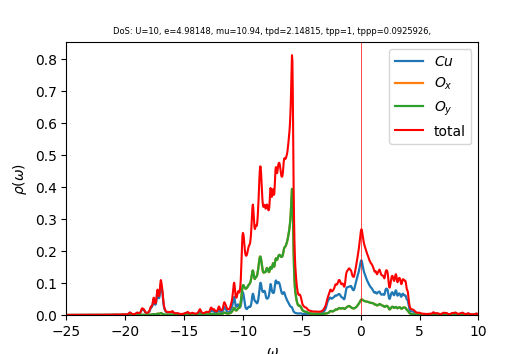 DoS: U=10, e=4.98148, mu=10.94, tpd=2.14815, tpp=1, tppp=0.0925926,
ρ(ω)
0.8
0.7
0.6
0.5
0.4
0.3
0.2
0.1
0.0
Cu
O_x
O_y
total
−25 −20 −15 −10 −5 0 5 10
ω